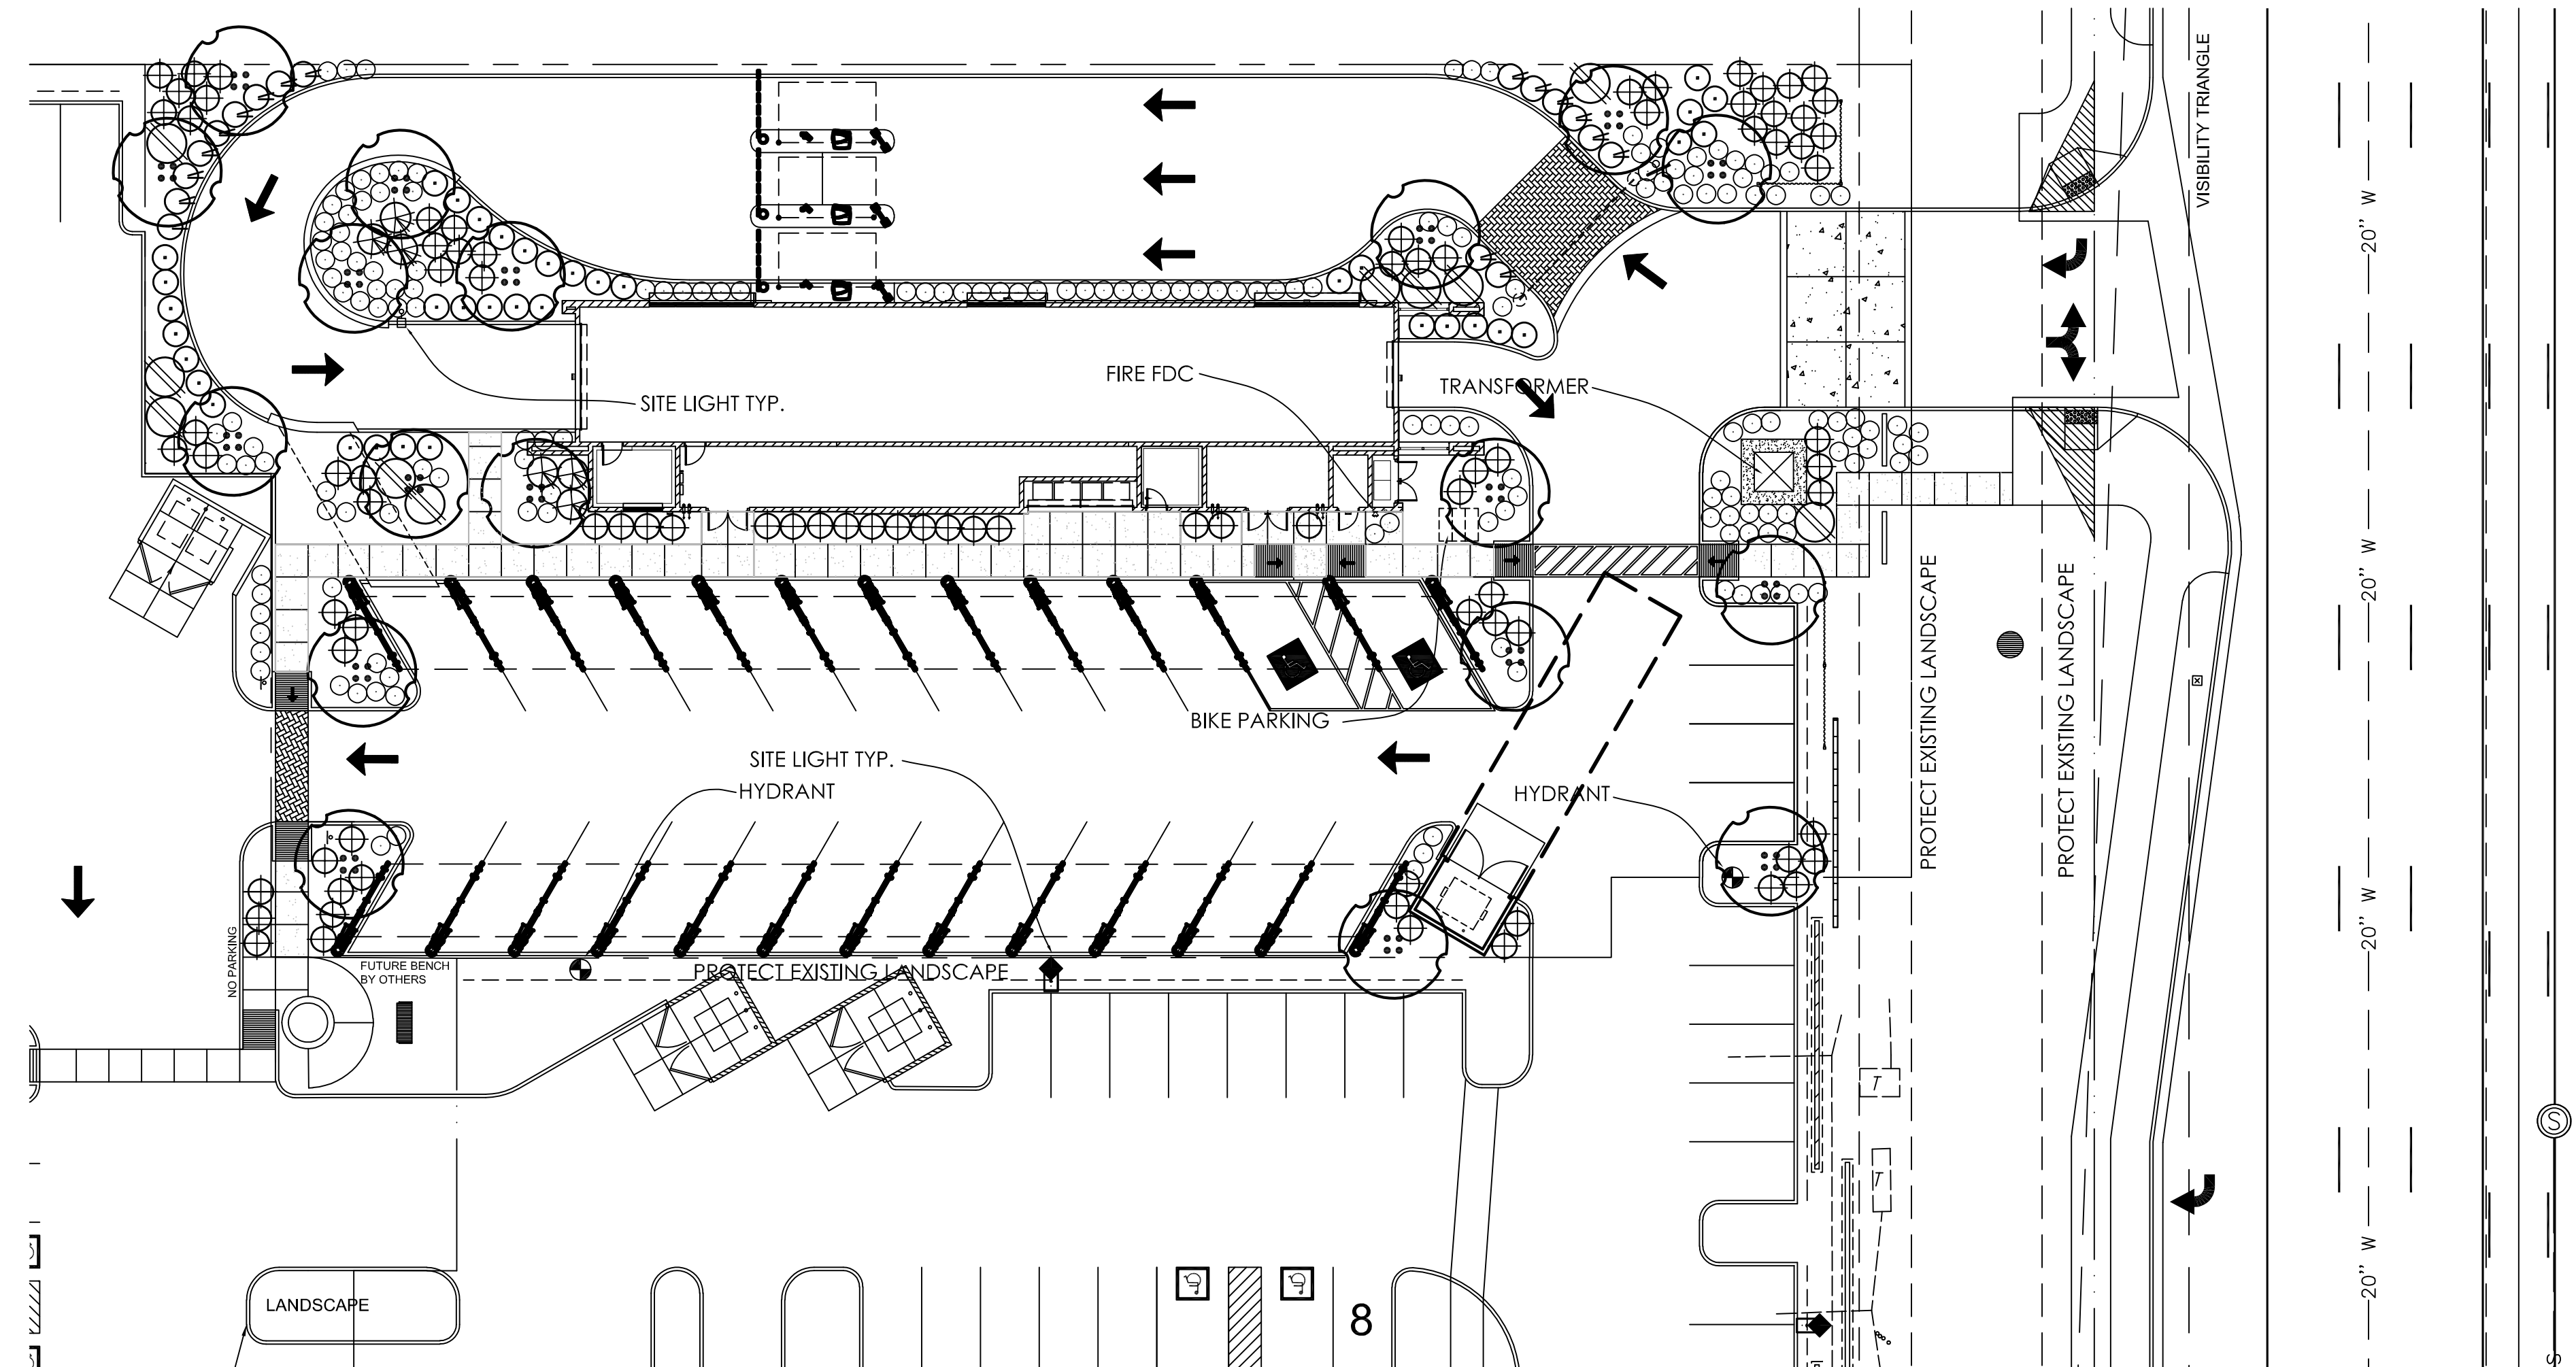 VISIBILITY TRIANGLE
20" W
FIRE FDC
TRANSFORMER
SITE LIGHT TYP.
20" W
PROTECT EXISTING LANDSCAPE
PROTECT EXISTING LANDSCAPE
BIKE PARKING
SITE LIGHT TYP.
HYDRANT
HYDRANT
20" W
NO PARKING
FUTURE BENCH
BY OTHERS
PROTECT EXISTING LANDSCAPE
T
S
T
20" W
LANDSCAPE
8
S